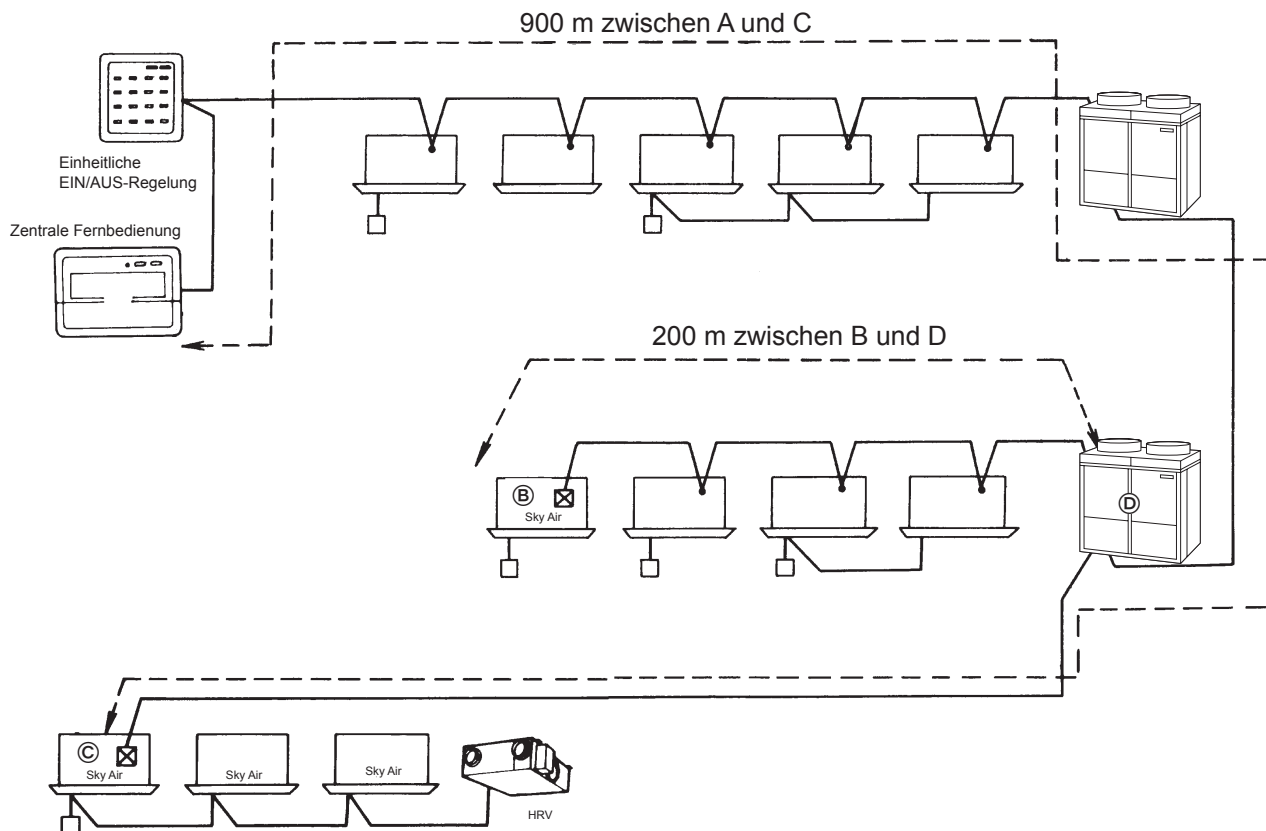 900 m zwischen A und C
Einheitliche
EIN/AUS-Regelung
Zentrale Fernbedienung
200 m zwischen B und D
B
Sky Air
D
C
Sky Air
Sky Air
Sky Air
HRV